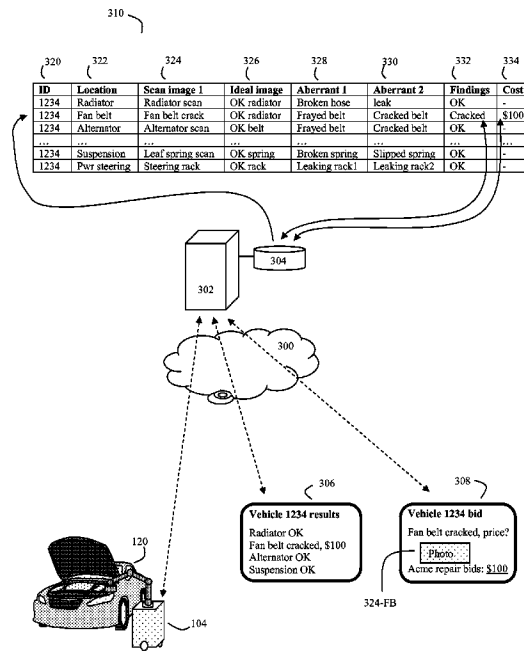 310
320 322 324 326 328 330 332 334
ID Location Scan image 1 Ideal image Aberrant 1 Aberrant 2 Findings Cost
1234 Radiator Radiator scan OK radiator Broken hose leak OK -
1234 Fan belt Fan belt crack OK radiator Frayed belt Cracked belt Cracked $100
1234 Alternator Alternator scan OK belt Frayed belt Cracked belt OK -
... ... ... ... ... ... ... ...
1234 Suspension Leaf spring scan OK spring Broken spring Slipped spring OK -
1234 Pwr steering Steering rack OK rack Leaking rack1 Leaking rack2 OK -
304
302
300
306
308
Vehicle 1234 results
Radiator OK
Fan belt cracked, $100
Alternator OK
Suspension OK
Vehicle 1234 bid
Fan belt cracked, price?
Photo
Acme repair bids: $100
324-FB
120
104